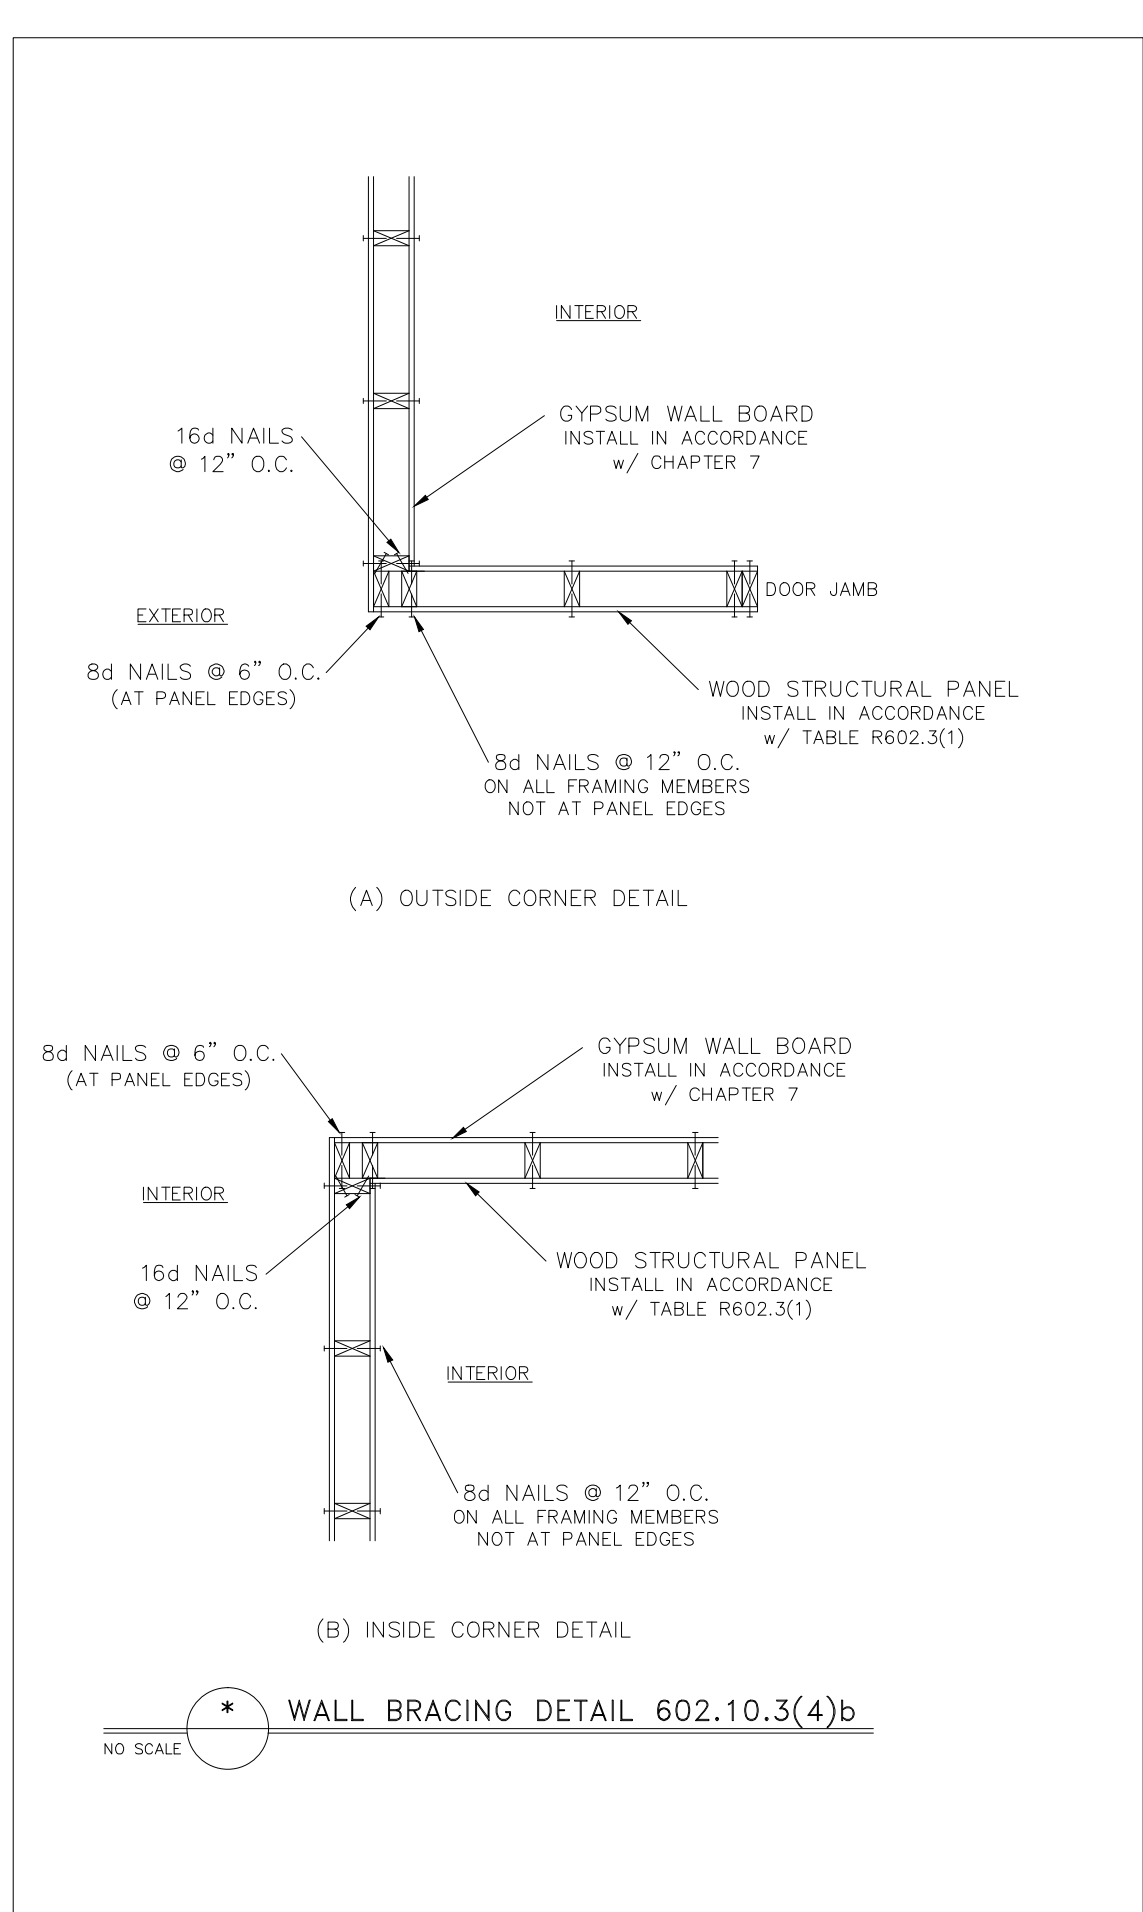 INTERIOR
GYPSUM WALL BOARD
INSTALL IN ACCORDANCE
w/ CHAPTER 7
16d NAILS
@ 12" O.C.
DOOR JAMB
EXTERIOR
8d NAILS @ 6" O.C.
(AT PANEL EDGES)
WOOD STRUCTURAL PANEL
INSTALL IN ACCORDANCE
w/ TABLE R602.3(1)
8d NAILS @ 12" O.C.
ON ALL FRAMING MEMBERS
NOT AT PANEL EDGES
(A) OUTSIDE CORNER DETAIL
8d NAILS @ 6" O.C.
(AT PANEL EDGES)
GYPSUM WALL BOARD
INSTALL IN ACCORDANCE
w/ CHAPTER 7
INTERIOR
16d NAILS
@ 12" O.C.
WOOD STRUCTURAL PANEL
INSTALL IN ACCORDANCE
w/ TABLE R602.3(1)
INTERIOR
8d NAILS @ 12" O.C.
ON ALL FRAMING MEMBERS
NOT AT PANEL EDGES
(B) INSIDE CORNER DETAIL
* WALL BRACING DETAIL 602.10.3(4)b
NO SCALE